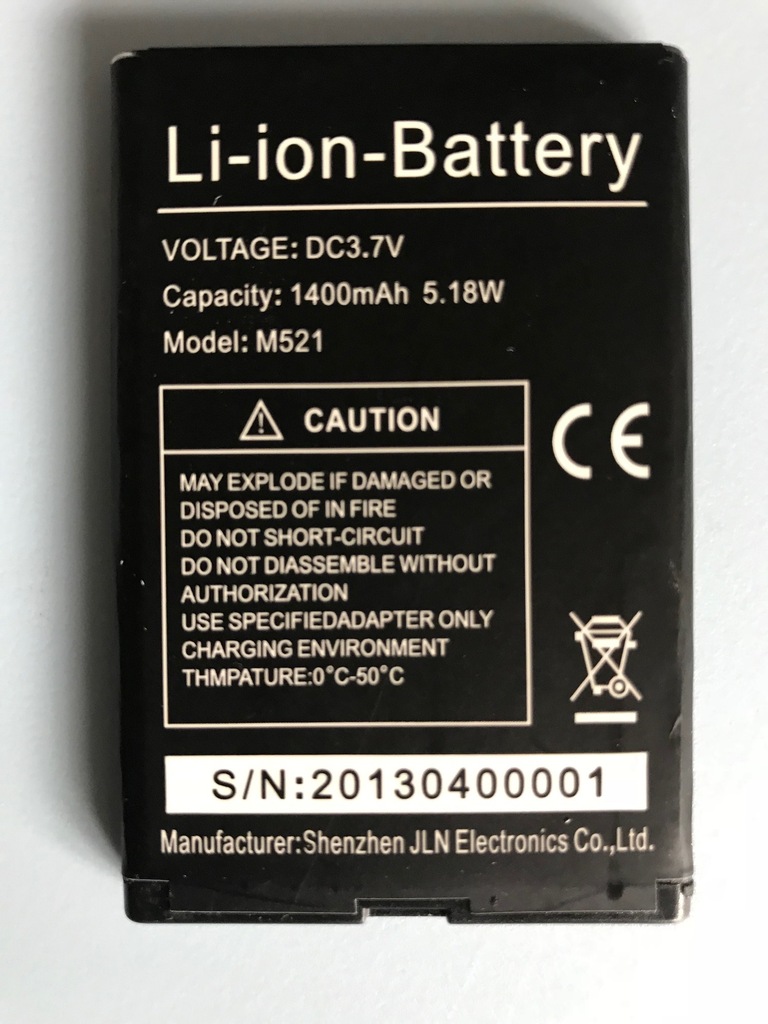 Li-ion-Battery
VOLTAGE: DC3.7V
Capacity: 1400mAh 5.18W
Model: M521
CAUTION
MAY EXPLODE IF DAMAGED OR
DISPOSED OF IN FIRE
DO NOT SHORT-CIRCUIT
DO NOT DIASSEMBLE WITHOUT
AUTHORIZATION
USE SPECIFIEDADAPTER ONLY
CHARGING ENVIRONMENT
THMPATURE:0°C-50°C
CE
S/N:20130400001
Manufacturer:Shenzhen JLN Electronics Co.,Ltd.